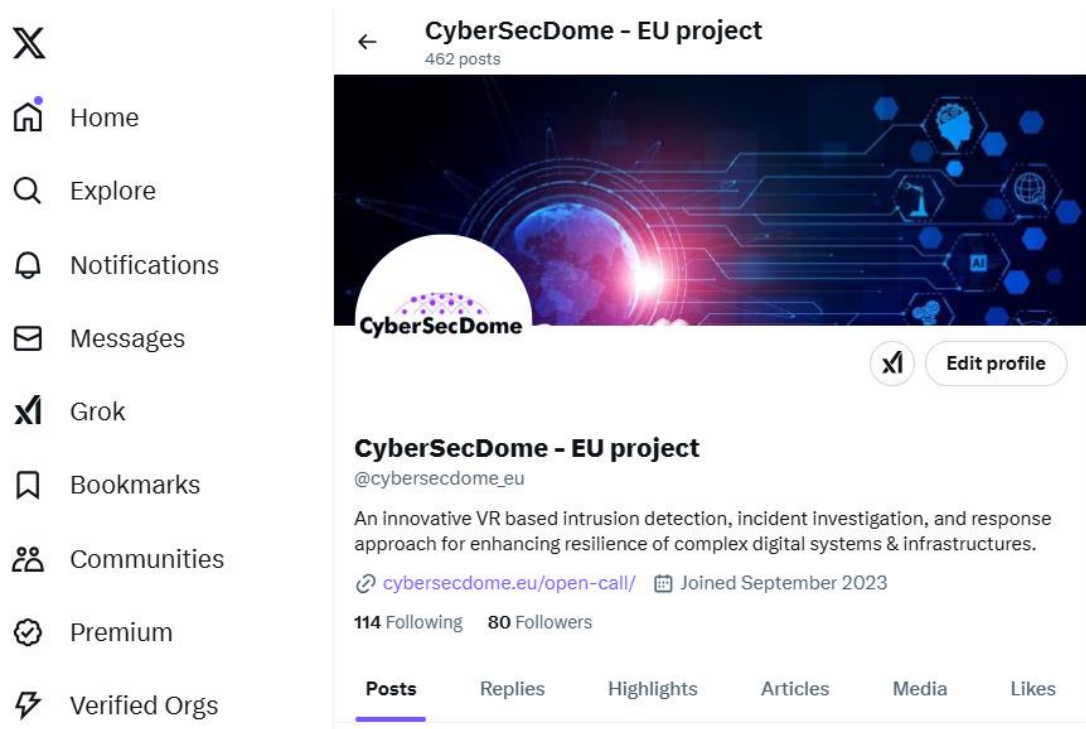 CyberSecDome - EU project
462 posts
Home
Explore
Notifications
Messages
Grok
Bookmarks
Communities
Premium
Verified Orgs
AI
CyberSecDome
Edit profile
CyberSecDome - EU project
@cybersecdome_eu
An innovative VR based intrusion detection, incident investigation, and response
approach for enhancing resilience of complex digital systems & infrastructures.
cybersecdome.eu/open-call/ Joined September 2023
114 Following 80 Followers
Posts Replies Highlights Articles Media Likes